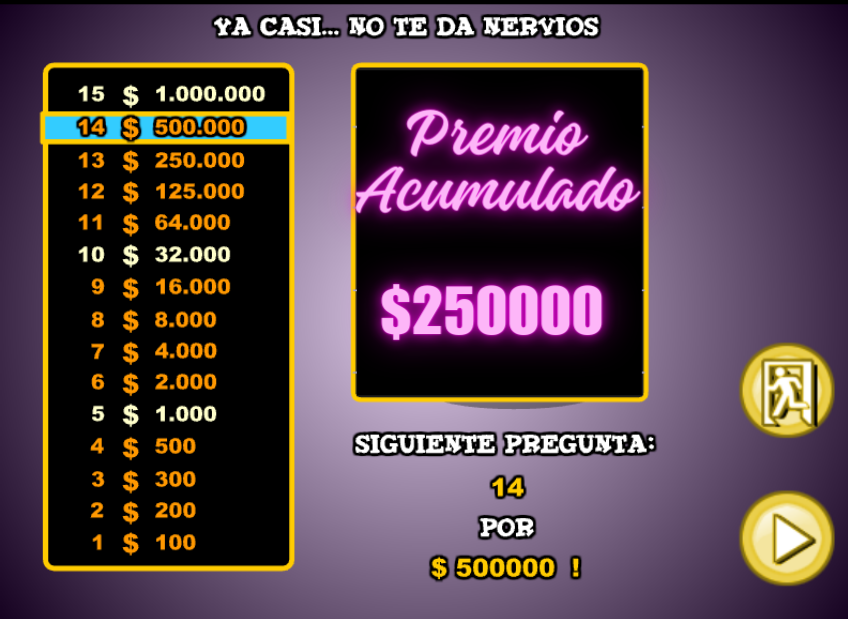 YA CASI... NO TE DA NERVIOS
15 $ 1.000.000
14 $ 500.000
13 $ 250.000
12 $ 125.000
11 $ 64.000
10 $ 32.000
9 $ 16.000
8 $ 8.000
7 $ 4.000
6 $ 2.000
5 $ 1.000
4 $ 500
3 $ 300
2 $ 200
1 $ 100
Premio
Acumulado
$250000
SIGUIENTE PREGUNTA:
14
POR
$ 500000 !